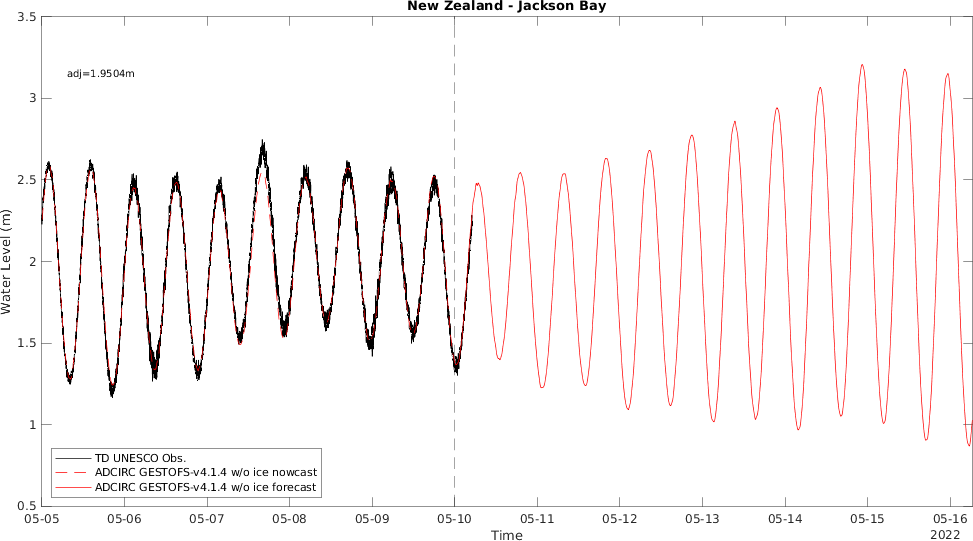 New Zealand - Jackson Bay
3.5
3
2.5
2
1.5
1
0.5
Water Level (m)
adj=1.9504m
TD UNESCO Obs.
ADCIRC GESTOFS-v4.1.4 w/o ice nowcast
ADCIRC GESTOFS-v4.1.4 w/o ice forecast
05-05 05-06 05-07 05-08 05-09 05-10 05-11 05-12 05-13 05-14 05-15 05-16
Time
2022